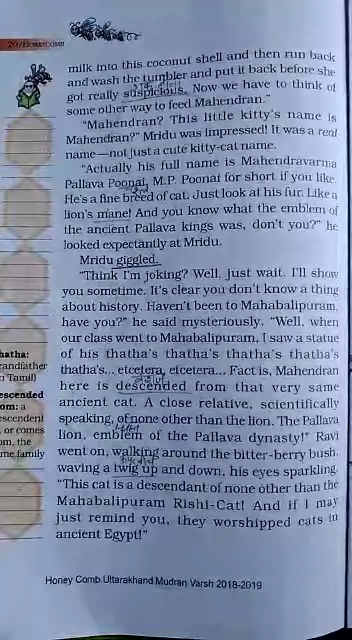 20/HONEYCOMB
milk into this coconut shell and then run back
and wash the tumbler and put it back before she
got really suspicious. Now we have to think of
some other way to feed Mahendran."
"Mahendran? This little kitty's name is
Mahendran?" Mridu was impressed! It was a real
name—not just a cute kitty-cat name.
"Actually his full name is Mahendravarma
Pallava Poonai. M.P. Poonai for short if you like.
He's a fine breed of cat. Just look at his fur. Like a
lion's mane! And you know what the emblem of
the ancient Pallava kings was, don't you?" he
looked expectantly at Mridu.
Mridu giggled.
"Think I'm joking? Well, just wait. I'll show
you sometime. It's clear you don't know a thing
about history. Haven't been to Mahabalipuram,
have you?" he said mysteriously. "Well, when
our class went to Mahabalipuram, I saw a statue
of his thatha's thatha's thatha's thatha's
thatha's... etcetera, etcetera... Fact is, Mahendran
here is descended from that very same
ancient cat. A close relative, scientifically
speaking, of none other than the lion. The Pallava
lion, emblem of the Pallava dynasty!" Ravi
went on, walking around the bitter-berry bush,
waving a twig up and down, his eyes sparkling.
"This cat is a descendant of none other than the
Mahabalipuram Rishi-Cat! And if I may
just remind you, they worshipped cats in
ancient Egypt!"
hatha:
randfather
n Tamil)
escended
om: a
escendent
, or comes
om, the
me family
Honey Comb Uttarakhand Mudran Varsh 2018-2019